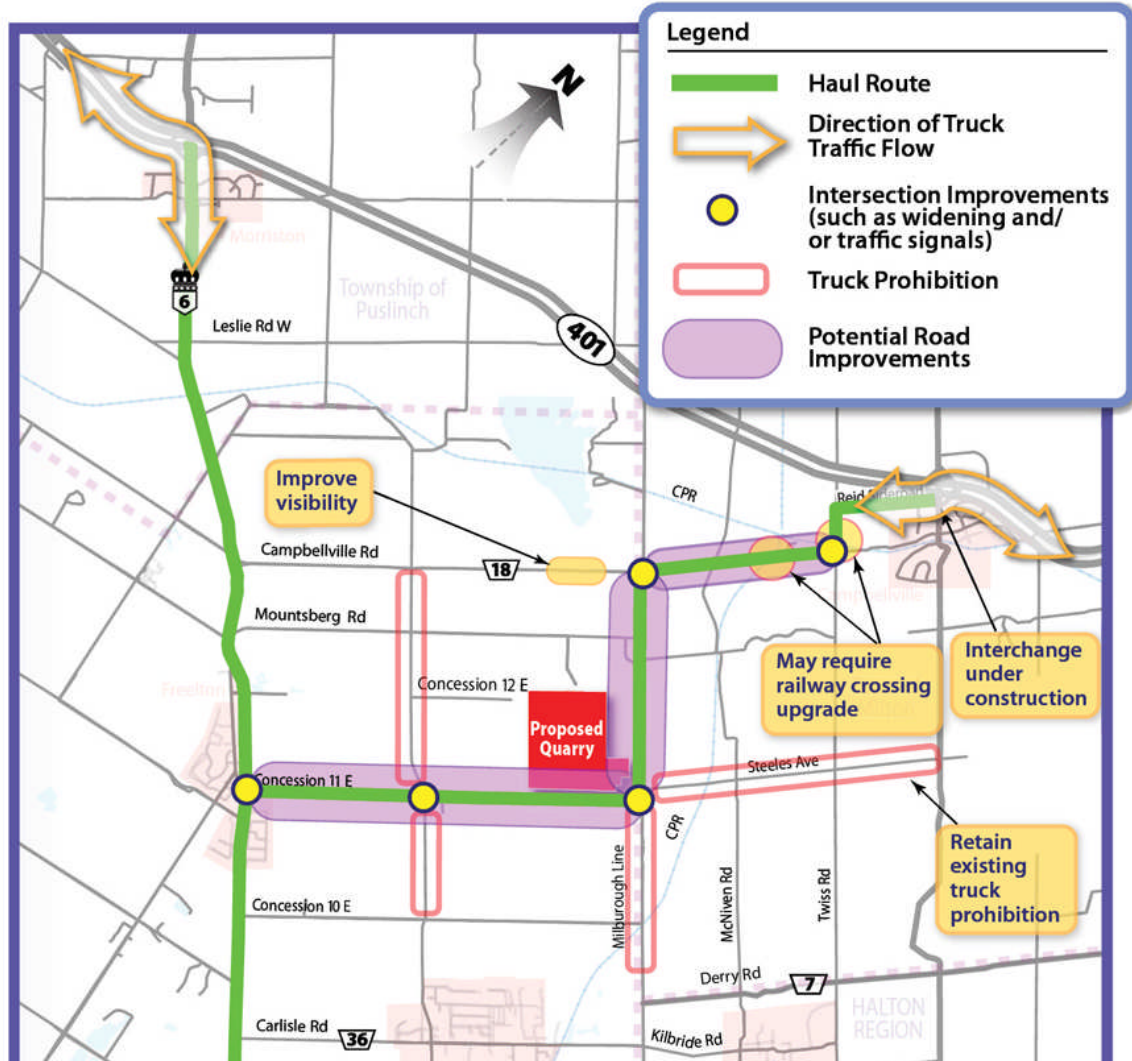 Legend
Haul Route
Direction of Truck
Traffic Flow
Intersection Improvements
(such as widening and/
or traffic signals)
Truck Prohibition
Potential Road
Improvements
N
Morriston
6
Township of
Puslinch
Leslie Rd W
401
Improve
visibility
CPR
Reid
Campbellville Rd
18
Mountsberg Rd
Concession 12 E
Proposed
Quarry
May require
railway crossing
upgrade
Interchange
under
construction
Freelton
Concession 11 E
Steeles Ave
CPR
Retain
existing
truck
prohibition
Milburough Line
McNiven Rd
Twiss Rd
Concession 10 E
Derry Rd
7
HALTON
REGION
Carlisle Rd
36
Kilbride Rd